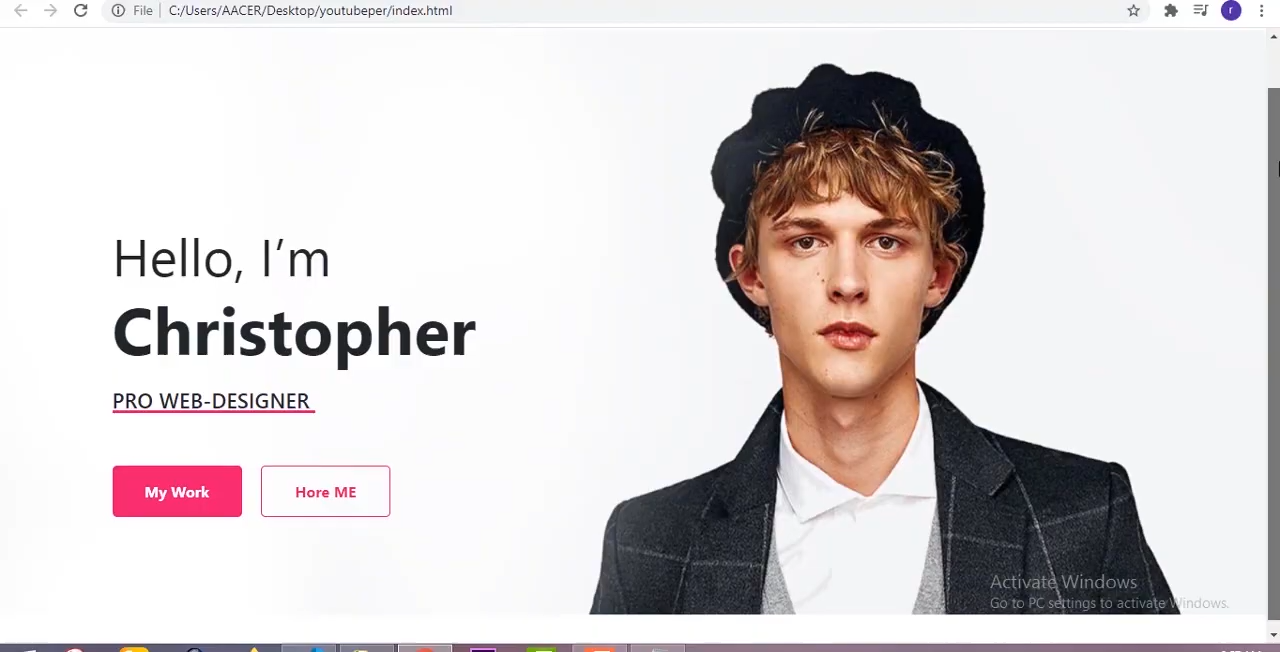 File
C:/Users/AACER/Desktop/youtubeper/index.html
r
Hello, I’m
Christopher
PRO WEB-DESIGNER
My Work
Hore ME
Activate Windows
Go to PC settings to activate Windows.